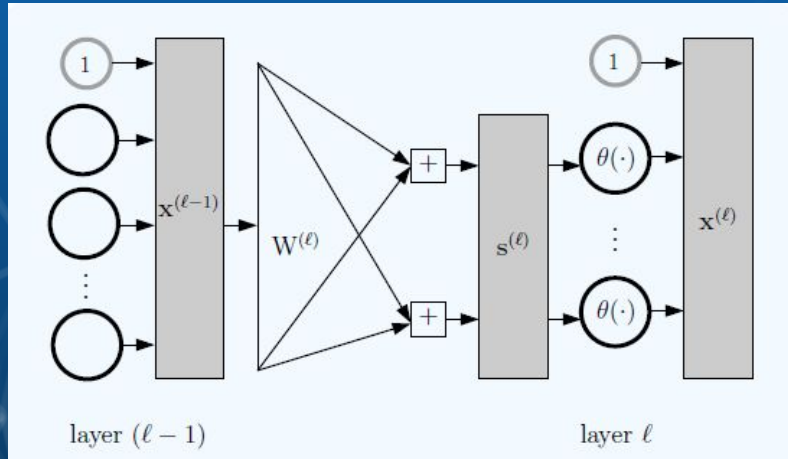 1
1
θ(·)
+
x^(ℓ−1)
W^(ℓ)
s^(ℓ)
⋮
x^(ℓ)
⋮
+
θ(·)
layer (ℓ − 1)
layer ℓ